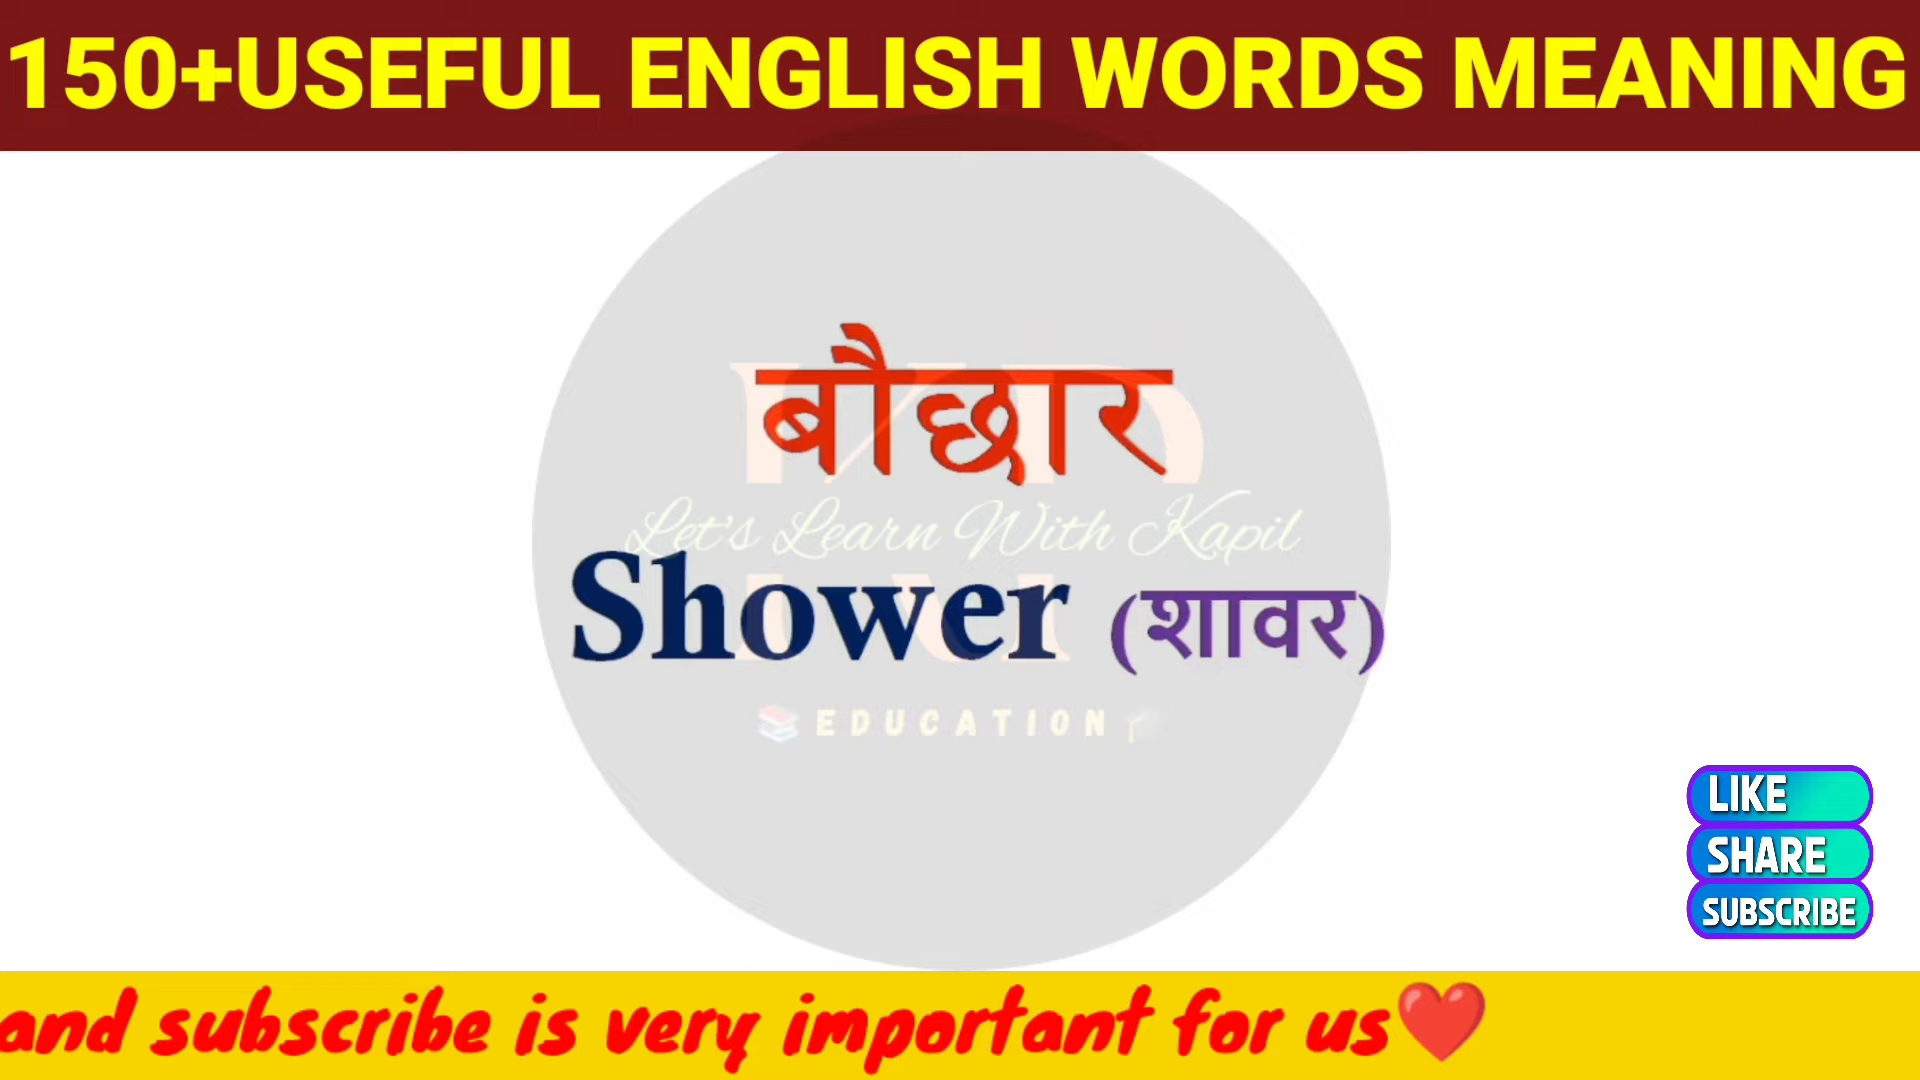 150+USEFUL ENGLISH WORDS MEANING
बौछार
Let's Learn With Kapil
Shower (शावर)
📚EDUCATION🎓
LIKE
SHARE
SUBSCRIBE
and subscribe is very important for us❤️